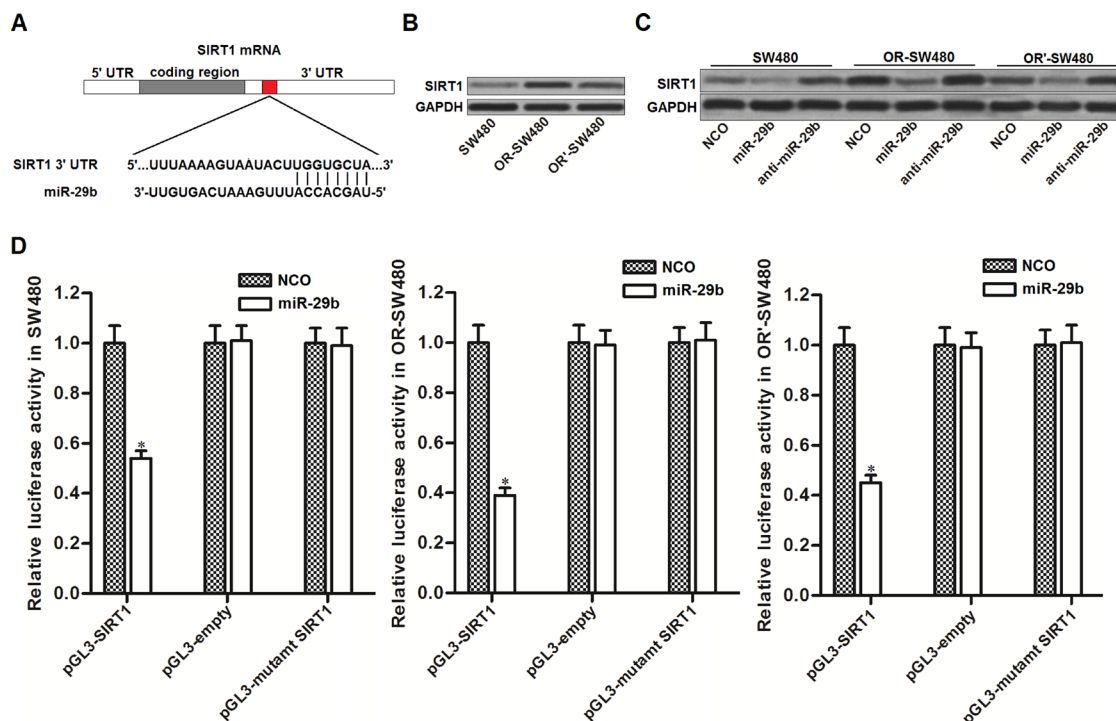 A
SIRT1 mRNA
5' UTR coding region 3' UTR
SIRT1 3' UTR 5'...UUUAAAAGUAAUACUUGGUGCUA...3'
miR-29b 3'-UUGUGACUAAAGUUUACCACGAU-5'
B
SIRT1
GAPDH
SW480
OR-SW480
OR'-SW480
C
SW480 OR-SW480 OR'-SW480
SIRT1
GAPDH
NCO
miR-29b
anti-miR-29b
NCO
miR-29b
anti-miR-29b
NCO
miR-29b
anti-miR-29b
D
Relative luciferase activity in SW480
NCO
miR-29b
1.2
1.0
0.8
0.6
0.4
0.2
0.0
*
pGL3-SIRT1
pGL3-empty
pGL3-mutamt SIRT1
Relative luciferase activity in OR-SW480
NCO
miR-29b
1.2
1.0
0.8
0.6
0.4
0.2
0.0
*
pGL3-SIRT1
pGL3-empty
pGL3-mutamt SIRT1
Relative luciferase activity in OR'-SW480
NCO
miR-29b
1.2
1.0
0.8
0.6
0.4
0.2
0.0
*
pGL3-SIRT1
pGL3-empty
pGL3-mutamt SIRT1